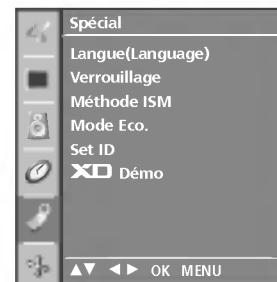 Spécial
Langue(Language)
Verrouillage
Méthode ISM
Mode Eco.
Set ID
XD Démo
▲▼ ◄► OK MENU